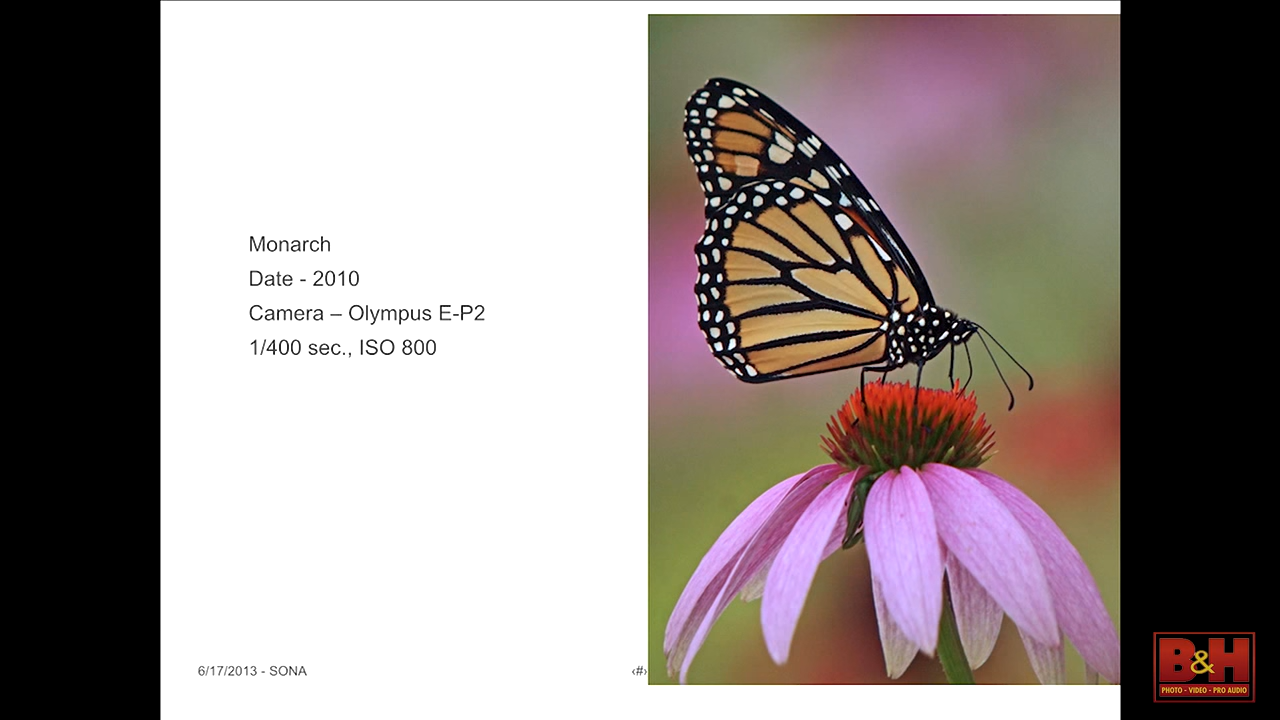 Monarch
Date - 2010
Camera – Olympus E-P2
1/400 sec., ISO 800
6/17/2013 - SONA
‹#›
B&H
PHOTO - VIDEO - PRO AUDIO